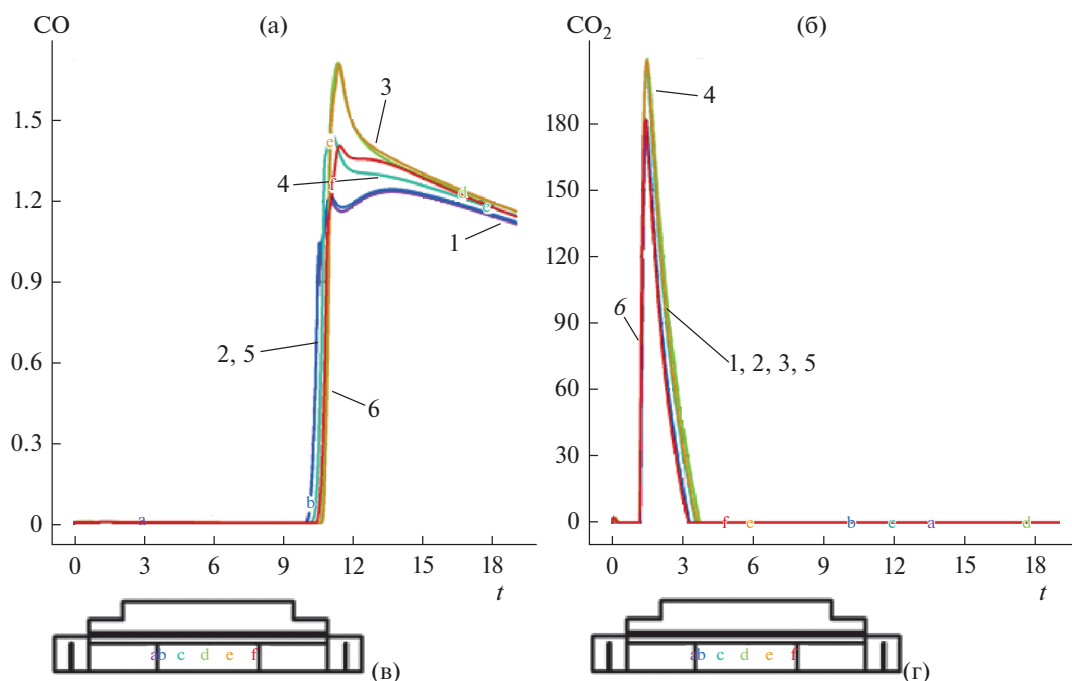 CO (а) CO2 (б)
3 4
1.5 180
e
f
4 150
d
c
1.2 1
120
0.9
6 90
2, 5 1, 2, 3, 5
0.6 60
6
0.3 30
b
a
0 0 f e b c a d
0 3 6 9 12 15 18 0 3 6 9 12 15 18
t t
a b c d e f (в) a b c d e f (г)